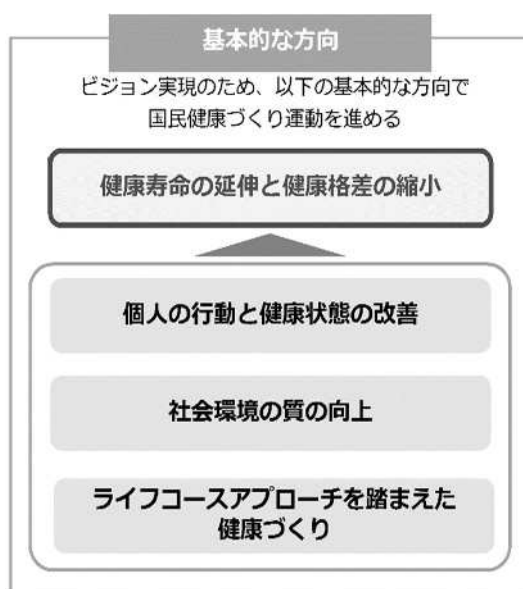 基本的な方向
ビジョン実現のため、以下の基本的な方向で
国民健康づくり運動を進める
健康寿命の延伸と健康格差の縮小
個人の行動と健康状態の改善
社会環境の質の向上
ライフコースアプローチを踏まえた
健康づくり